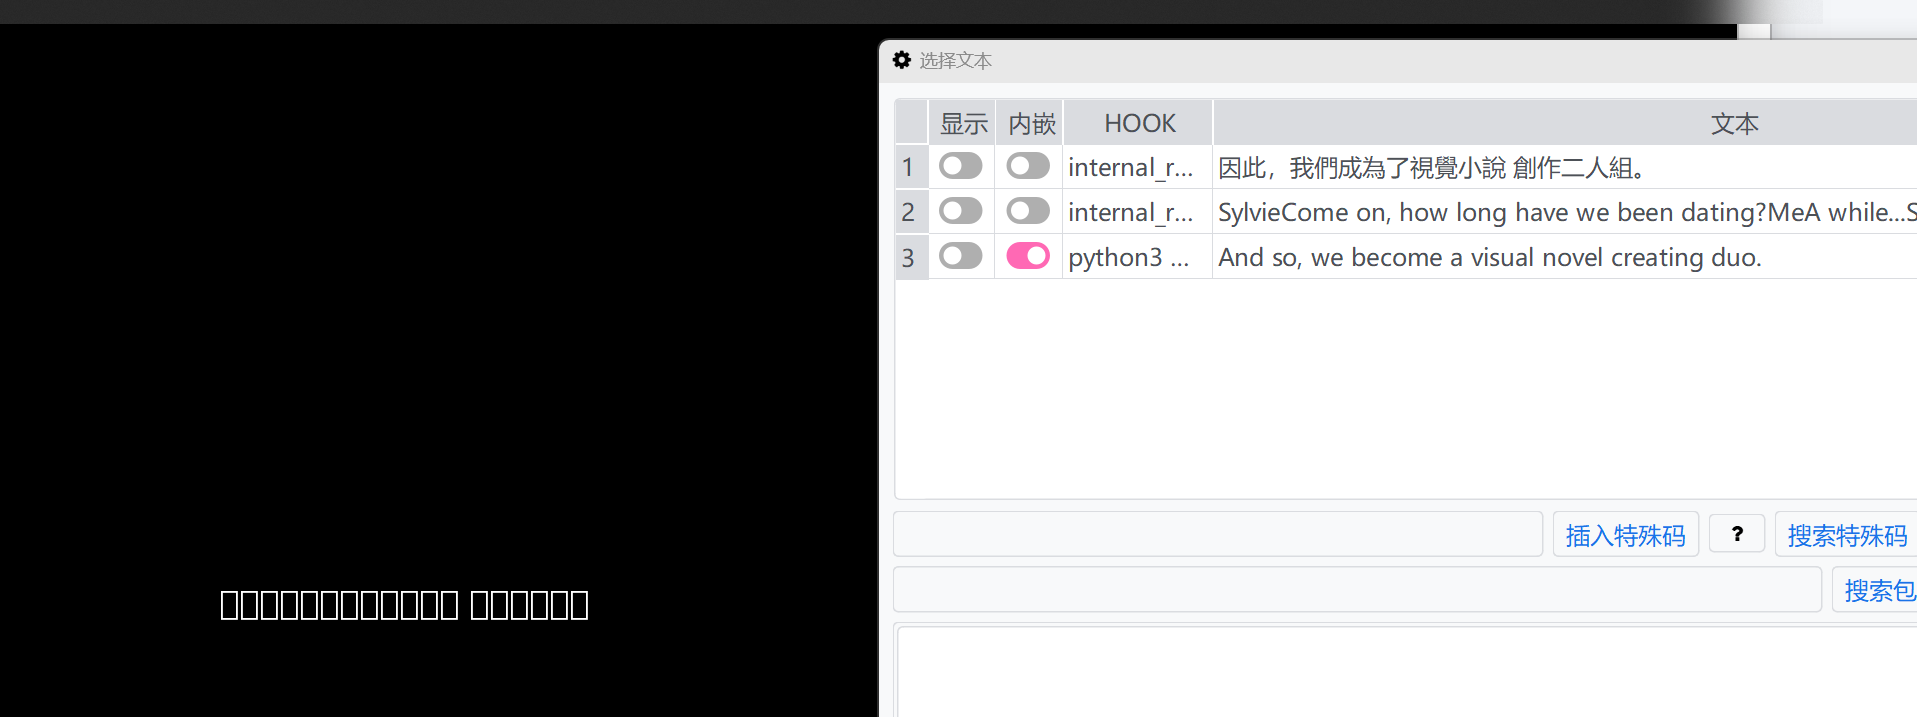 选择文本
显示 内嵌 HOOK 文本
1 internal_r... 因此，我們成為了視覺小說 創作二人組。
2 internal_r... SylvieCome on, how long have we been dating?MeA while...S
3 python3 ... And so, we become a visual novel creating duo.
插入特殊码 ? 搜索特殊码
搜索包